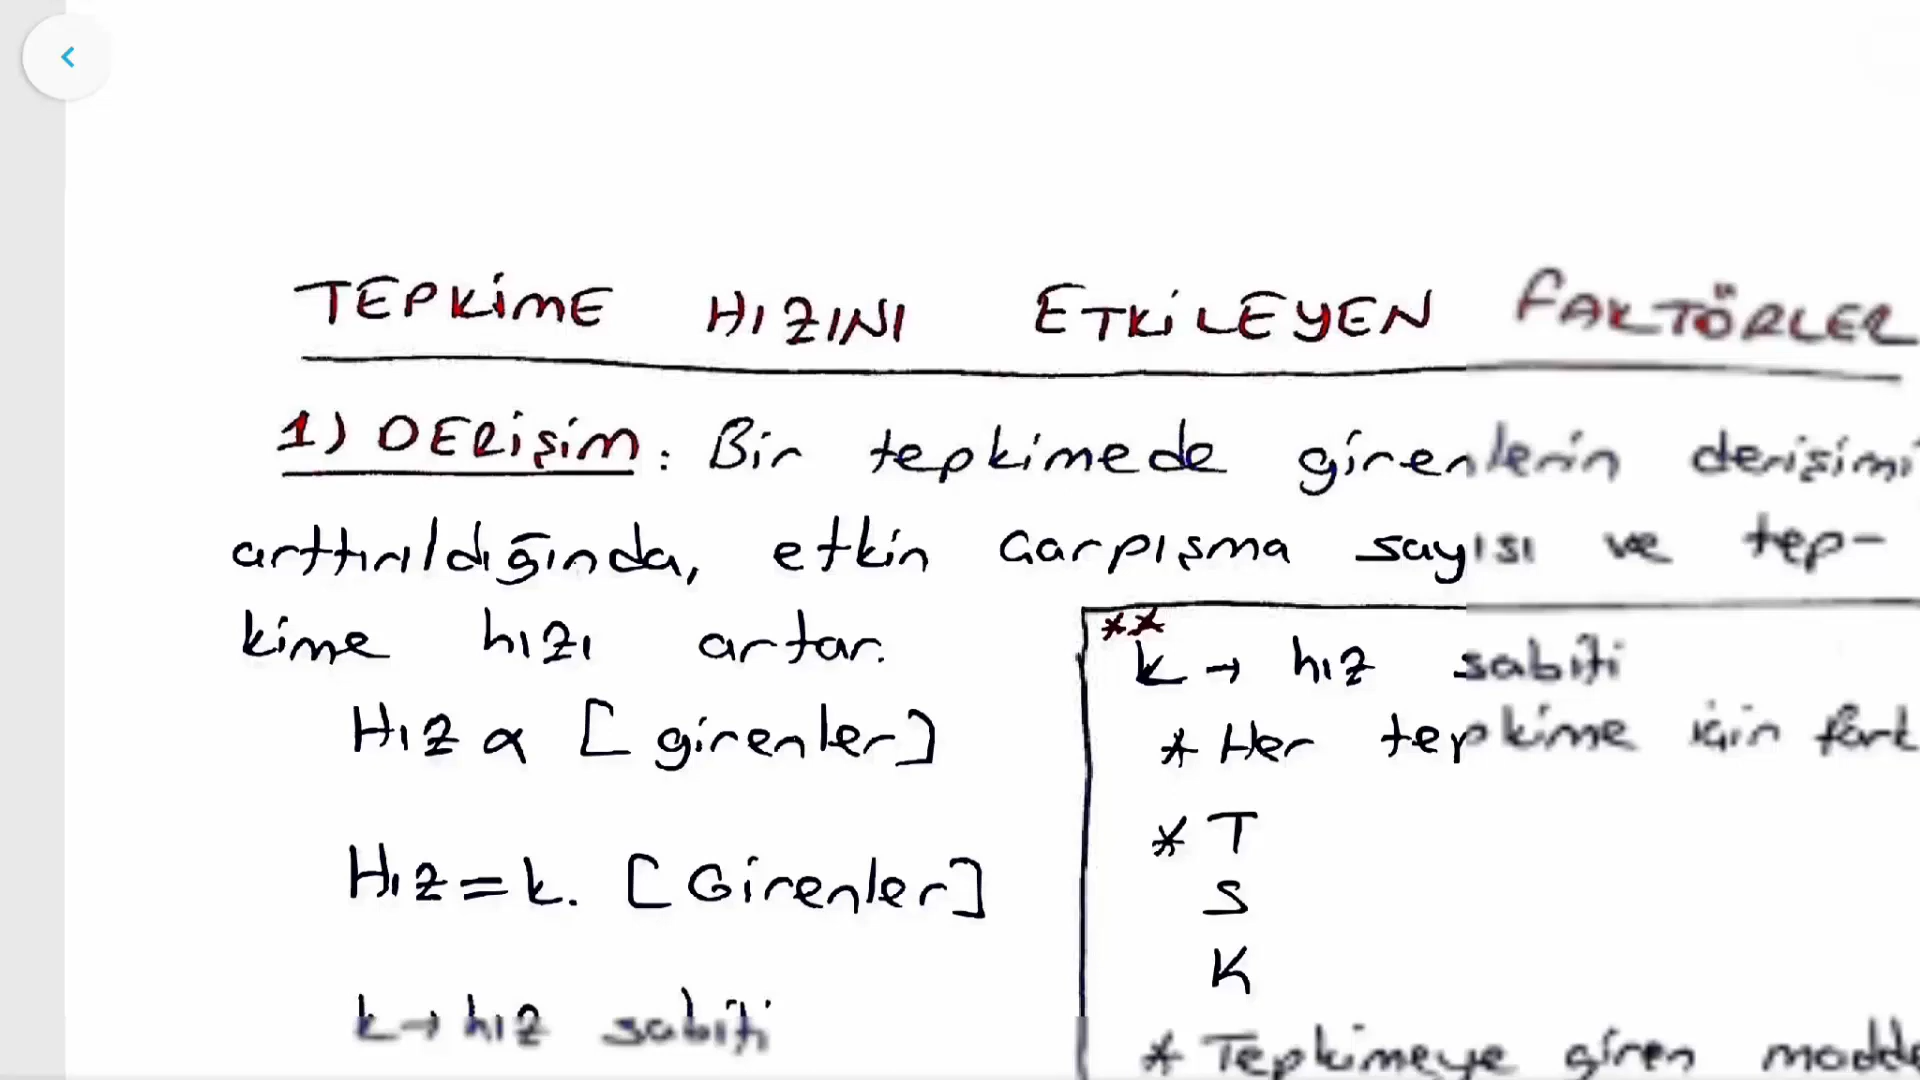 TEPKİME HIZINI ETKİLEYEN FAKTÖRLER
1) DERİŞİM: Bir tepkimede girenlerin derişimi
arttırıldığında, etkin çarpışma sayısı ve tep-
kime hızı artar.
Hız α [girenler]
Hız = k. [Girenler]
k → hız sabiti
**
k → hız sabiti
* Her tepkime için fark
* T
S
K
* Tepkimeye giren madde